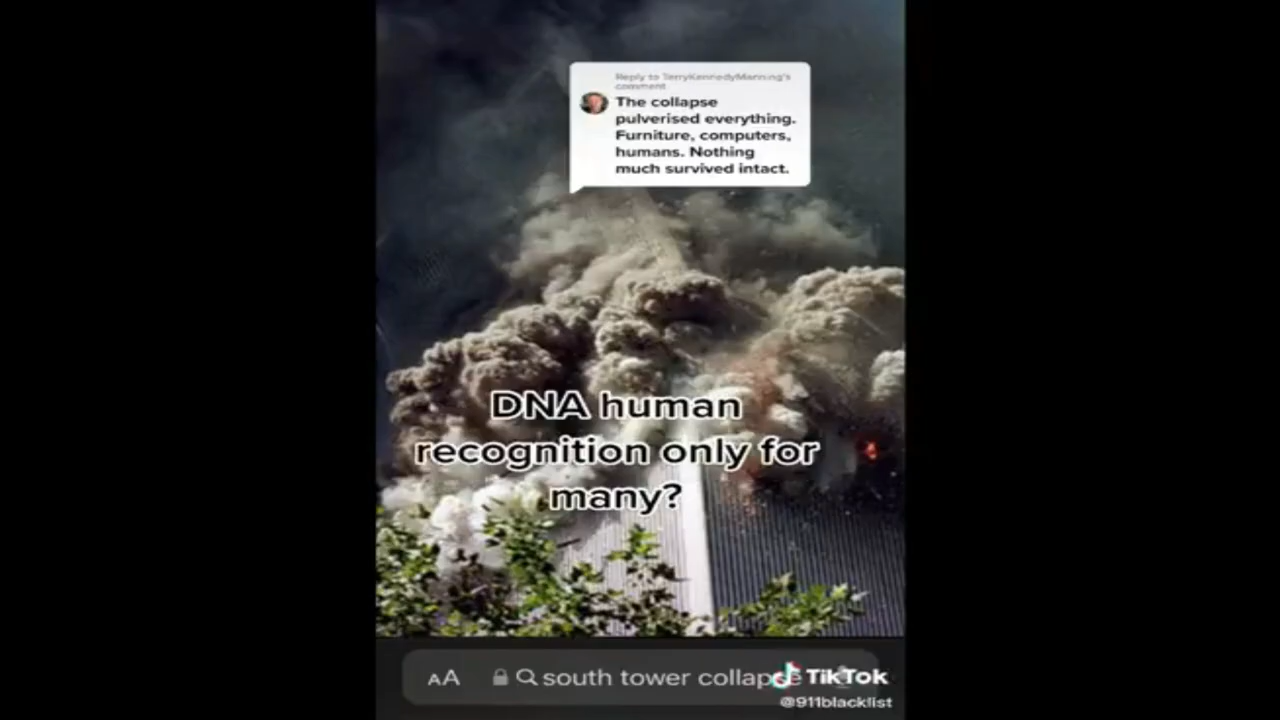 Reply to TerryKennedyManning's
comment
The collapse
pulverised everything.
Furniture, computers,
humans. Nothing
much survived intact.
DNA human
recognition only for
many?
AA south tower collapse
TikTok
@911blacklist